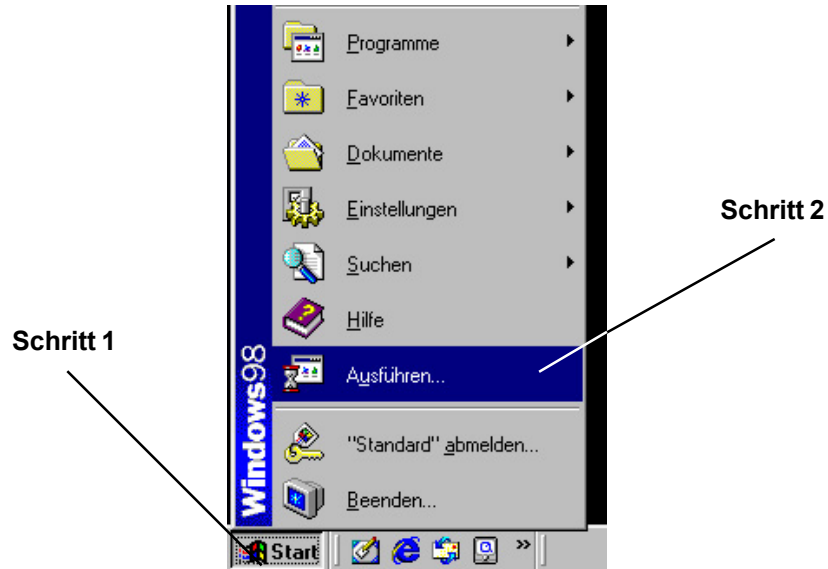 Programme
Favoriten
Dokumente
Einstellungen
Schritt 2
Suchen
Hilfe
Schritt 1
Ausführen...
Windows98
"Standard" abmelden...
Beenden...
Start
»